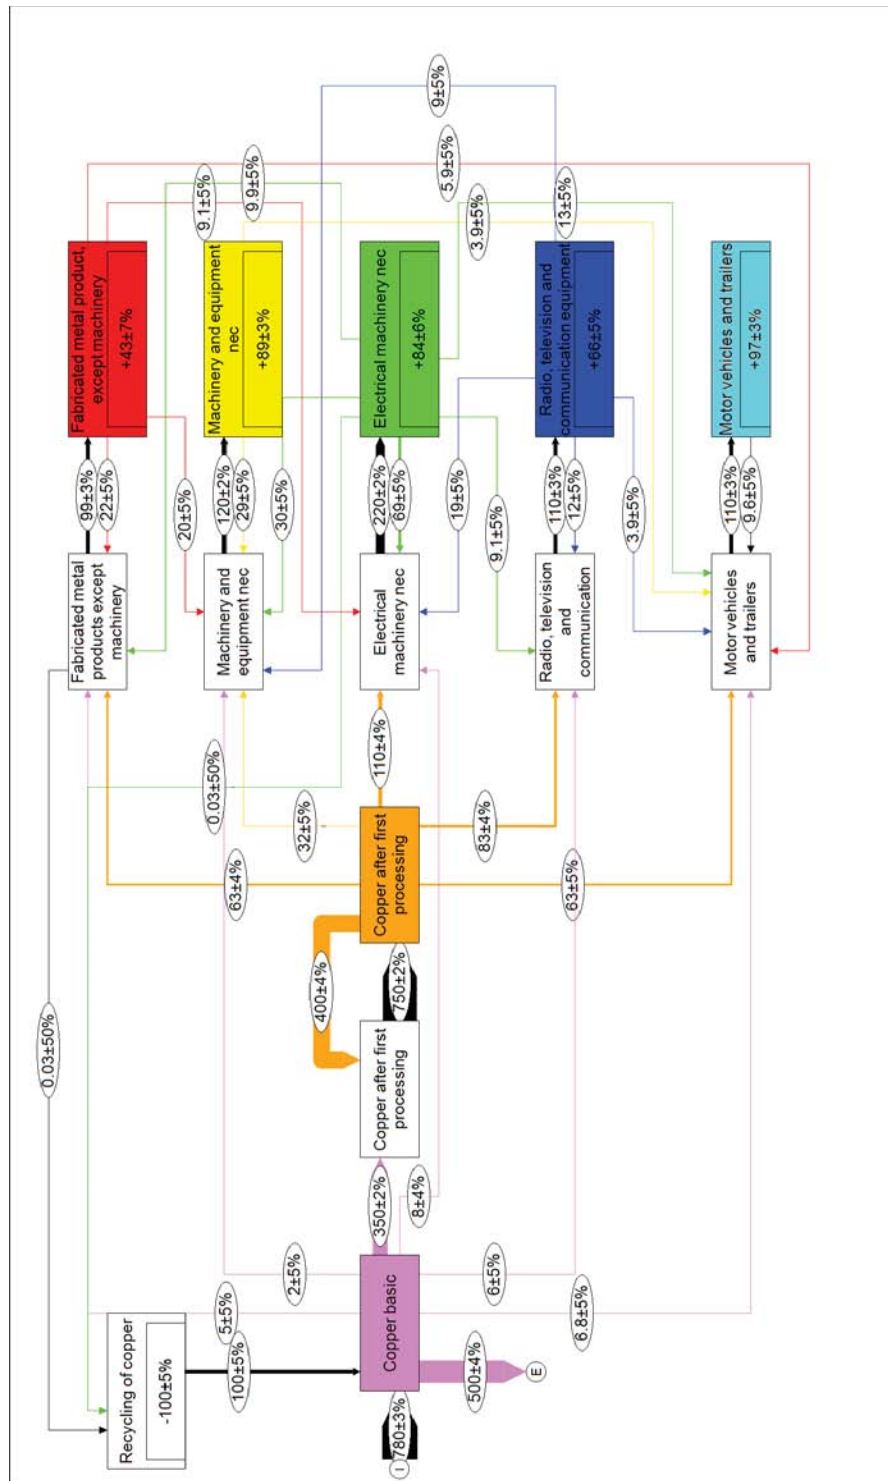 Recycling of copper
-100±5%
100±5%
I
780±3%
Copper basic
500±4%
E
5±5%
2±5%
350±2%
8±4%
6±5%
6.8±5%
0.03±50%
Copper after first
processing
400±4%
750±2%
Copper after first
processing
63±4%
32±5%
110±4%
83±4%
63±5%
0.03±50%
Fabricated metal
products except
machinery
Machinery and
equipment nec
Electrical
machinery nec
Radio, television
and
communication
Motor vehicles
and trailers
99±3%
22±5%
20±5%
120±2%
29±5%
30±5%
220±2%
69±5%
19±5%
9.1±5%
110±3%
12±5%
3.9±5%
110±3%
9.6±5%
Fabricated metal product,
except machinery
+43±7%
Machinery and equipment
nec
+89±3%
Electrical machinery nec
+84±6%
Radio, television and
communication equipment
+66±5%
Motor vehicles and trailers
+97±3%
9.1±5%
9.9±5%
3.9±5%
13±5%
5.9±5%
9±5%